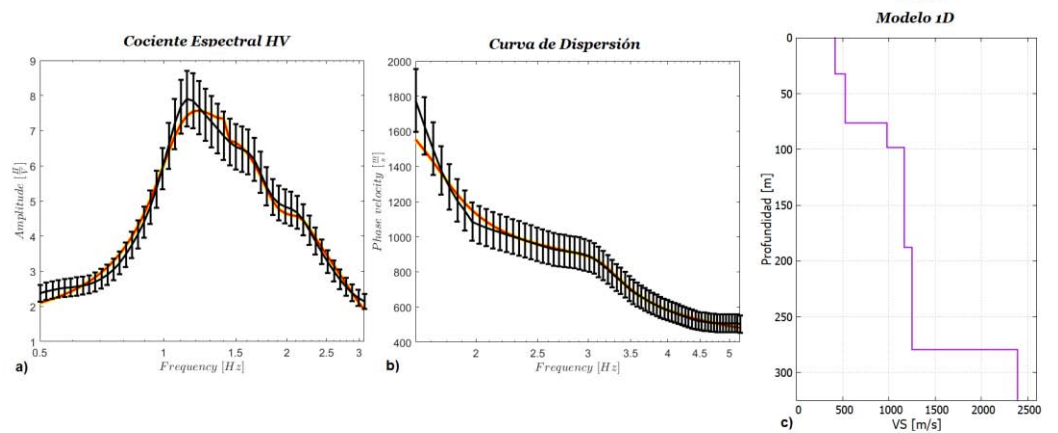 Cociente Espectral HV
9
8
7
6
5
4
3
2
1
Amplitude [H/V]
0.5 1 1.5 2 2.5 3
Frequency [Hz]
a)
Curva de Dispersión
2000
1800
1600
1400
1200
1000
800
600
400
Phase velocity [m/s]
2 2.5 3 3.5 4 4.5 5
Frequency [Hz]
b)
Modelo 1D
0
50
100
150
200
250
300
Profundidad [m]
0 500 1000 1500 2000 2500
VS [m/s]
c)